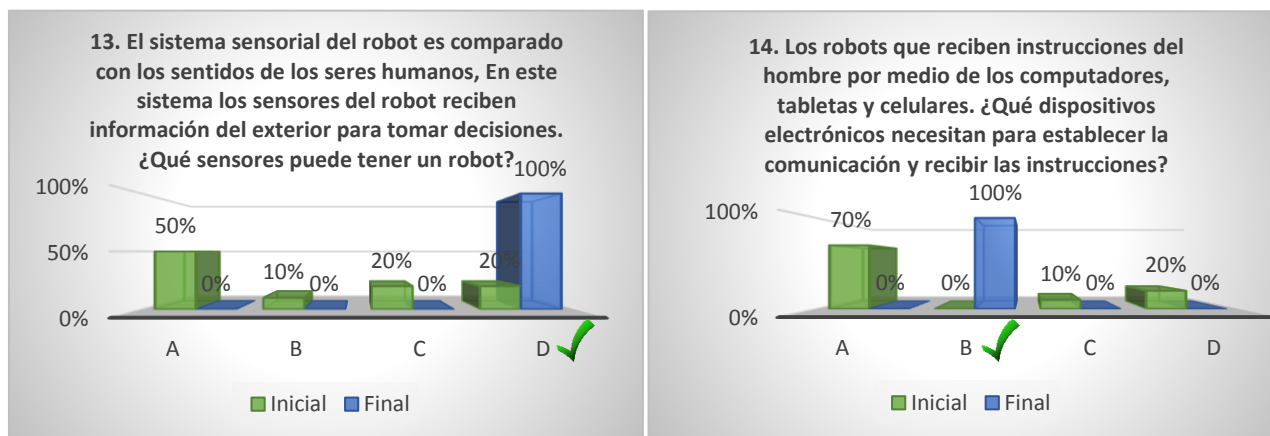 13. El sistema sensorial del robot es comparado
con los sentidos de los seres humanos, En este
sistema los sensores del robot reciben
información del exterior para tomar decisiones.
¿Qué sensores puede tener un robot?
100%
100%
50%
50%
20%
20%
10%
0%
0%
0%
0%
A
B
C
D
Inicial
Final
14. Los robots que reciben instrucciones del
hombre por medio de los computadores,
tabletas y celulares. ¿Qué dispositivos
electrónicos necesitan para establecer la
comunicación y recibir las instrucciones?
100%
100%
70%
20%
10%
0%
0%
0%
0%
0%
A
B
C
D
Inicial
Final